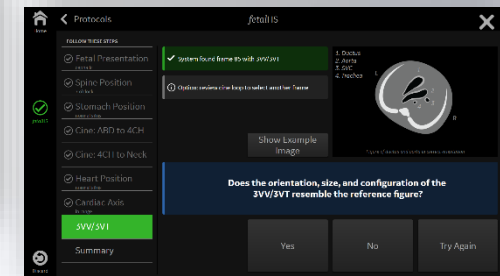 Protocols
fetalHS
Home
FOLLOW THESE STEPS
Fetal Presentation
Spine Position
Stomach Position
Cine: ABD to 4CH
Cine: 4CH to Neck
Heart Position
Cardiac Axis
3VV/3VT
Summary
fetalHS
System found frame 85 with 3VV/3VT
Option: review cine loop to select another frame
Show Example
Image
1. Ductus
2. Aorta
3. SVC
4. Trachea
L
R
Does the orientation, size, and configuration of the
3VV/3VT resemble the reference figure?
Yes
No
Try Again